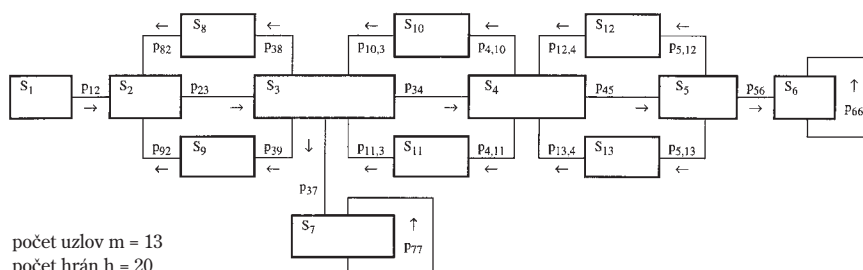 S8 S10 S12
p82 p38 p10,3 p4,10 p12,4 p5,12
S1 p12 S2 p23 S3 p34 S4 p45 S5 p56 S6
p66
p92 S9 p39 p11,3 S11 p4,11 p13,4 S13 p5,13
p37
S7
p77
počet uzlov m = 13
počet hrán h = 20